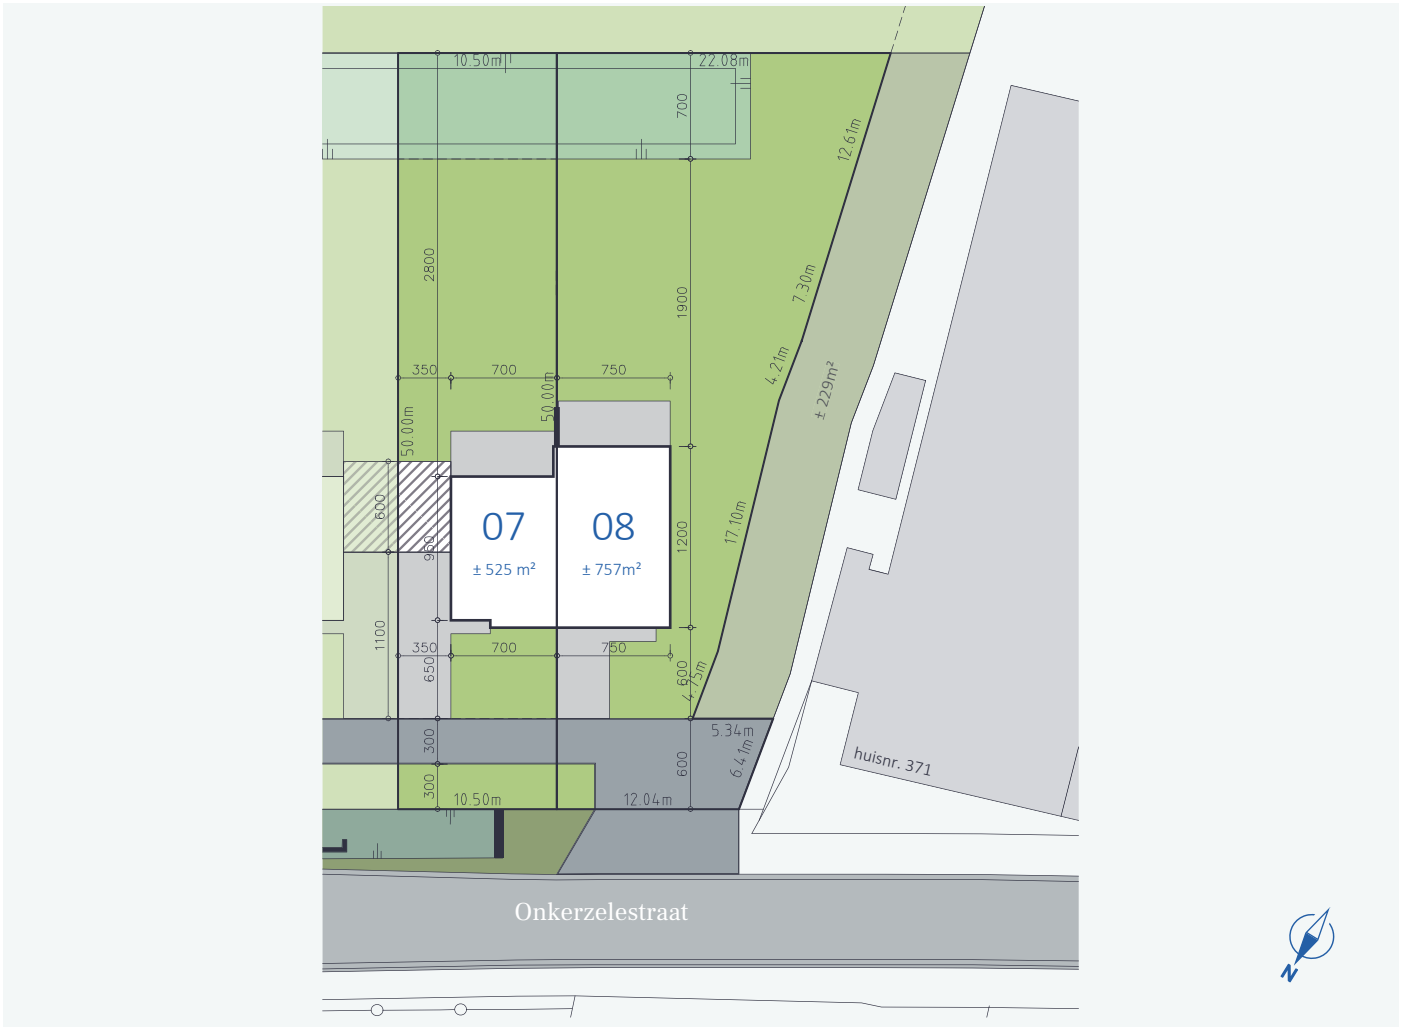 10.50m
22.08m
700
12.61m
2800
7.30m
1900
4.21m
350
700
750
± 229m²
50.00m
50.00m
600
960
07
08
1200
17.10m
± 525 m²
± 757m²
1100
350
700
750
650
600
4.75m
300
5.34m
6.41m
600
huisnr. 371
300
10.50m
12.04m
Onkerzelestraat
N